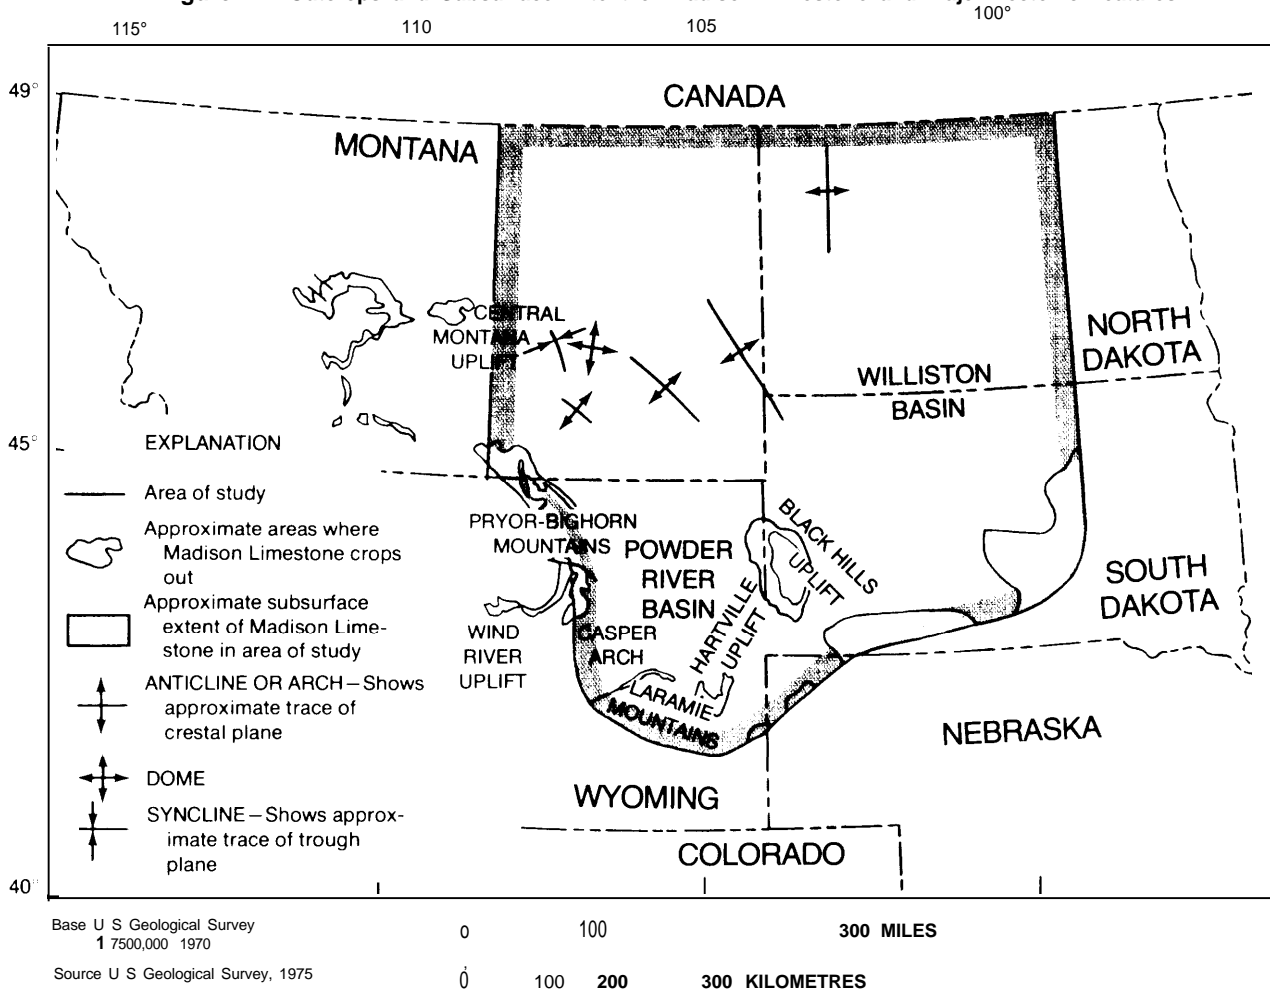 115°
110
105
100°
49°
CANADA
MONTANA
CENTRAL
MONTANA
UPLIFT
NORTH
DAKOTA
WILLISTON
BASIN
45°
EXPLANATION
Area of study
Approximate areas where
Madison Limestone crops
out
Approximate subsurface
extent of Madison Lime-
stone in area of study
ANTICLINE OR ARCH—Shows
approximate trace of
crestal plane
DOME
SYNCLINE—Shows approx-
imate trace of trough
plane
PRYOR-BIGHORN
MOUNTAINS
POWDER
RIVER
BASIN
BLACK HILLS
UPLIFT
SOUTH
DAKOTA
HARTVILLE
UPLIFT
WIND
RIVER
UPLIFT
CASPER
ARCH
LARAMIE
MOUNTAINS
NEBRASKA
WYOMING
COLORADO
40°
Base U S Geological Survey
1 7500,000 1970
0 100 300 MILES
Source U S Geological Survey, 1975
0 100 200 300 KILOMETRES